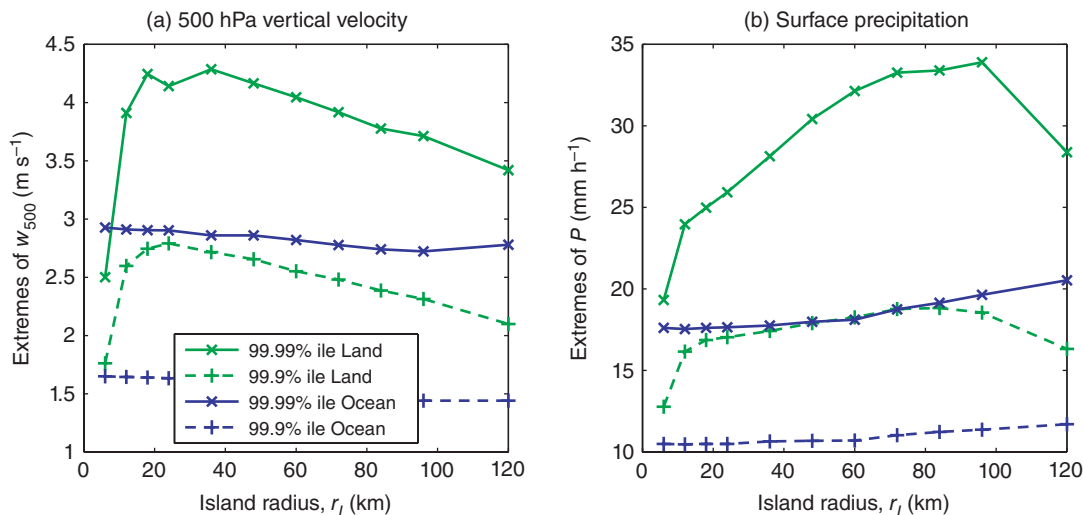 (a) 500 hPa vertical velocity
Extremes of w500 (m s−1)
4.5
4
3.5
3
2.5
2
1.5
1
99.99% ile Land
99.9% ile Land
99.99% ile Ocean
99.9% ile Ocean
0 20 40 60 80 100 120
Island radius, rI (km)
(b) Surface precipitation
Extremes of P (mm h−1)
35
30
25
20
15
10
0 20 40 60 80 100 120
Island radius, rI (km)